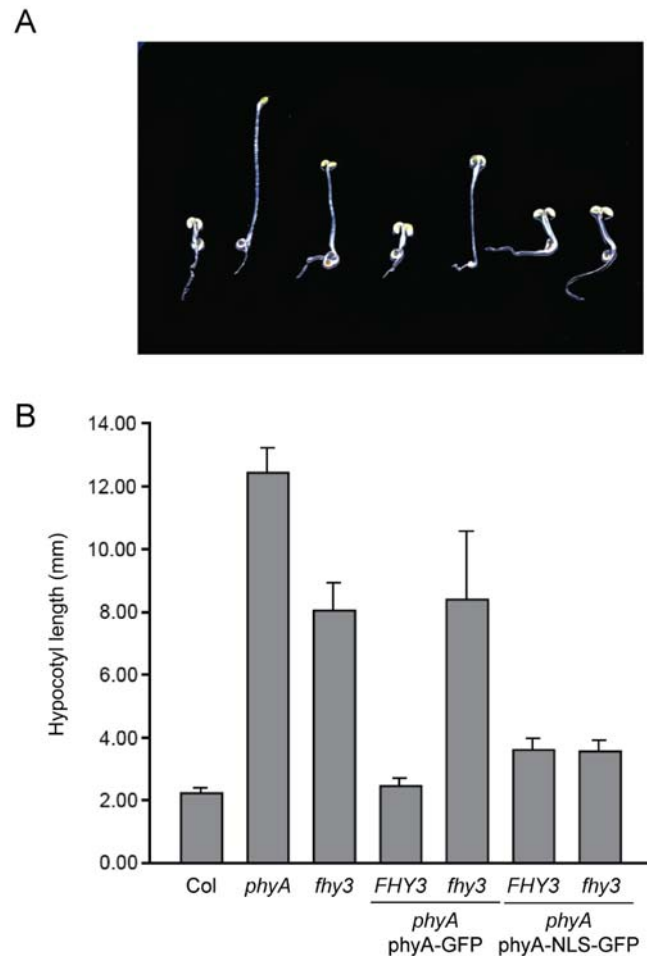 A
B
14.00
12.00
10.00
8.00
6.00
4.00
2.00
0.00
Hypocotyl length (mm)
Col phyA fhy3 FHY3 fhy3 FHY3 fhy3
phyA phyA
phyA-GFP phyA-NLS-GFP